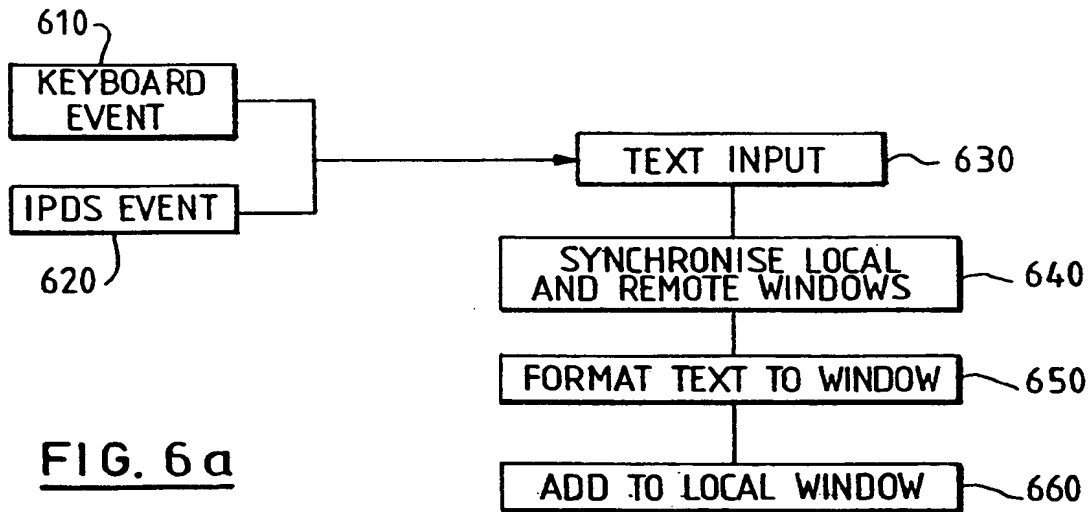 610
KEYBOARD
EVENT
IPDS EVENT
620
TEXT INPUT
630
SYNCHRONISE LOCAL
AND REMOTE WINDOWS
640
FORMAT TEXT TO WINDOW
650
ADD TO LOCAL WINDOW
660
FIG. 6a